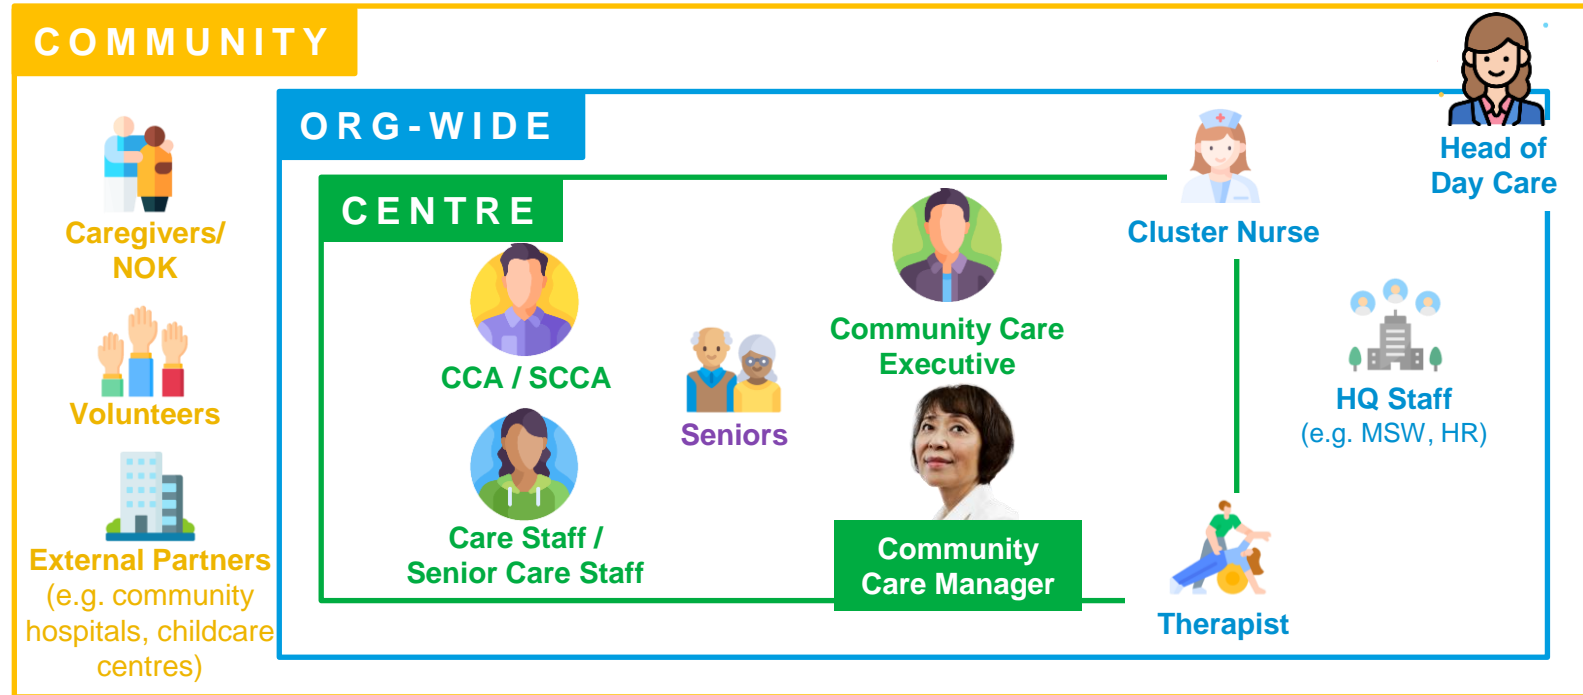 COMMUNITY
Caregivers/
NOK
Volunteers
External Partners
(e.g. community
hospitals, childcare
centres)
ORG-WIDE
CENTRE
CCA / SCCA
Care Staff /
Senior Care Staff
Seniors
Community Care
Executive
Community
Care Manager
Cluster Nurse
Therapist
HQ Staff
(e.g. MSW, HR)
Head of
Day Care